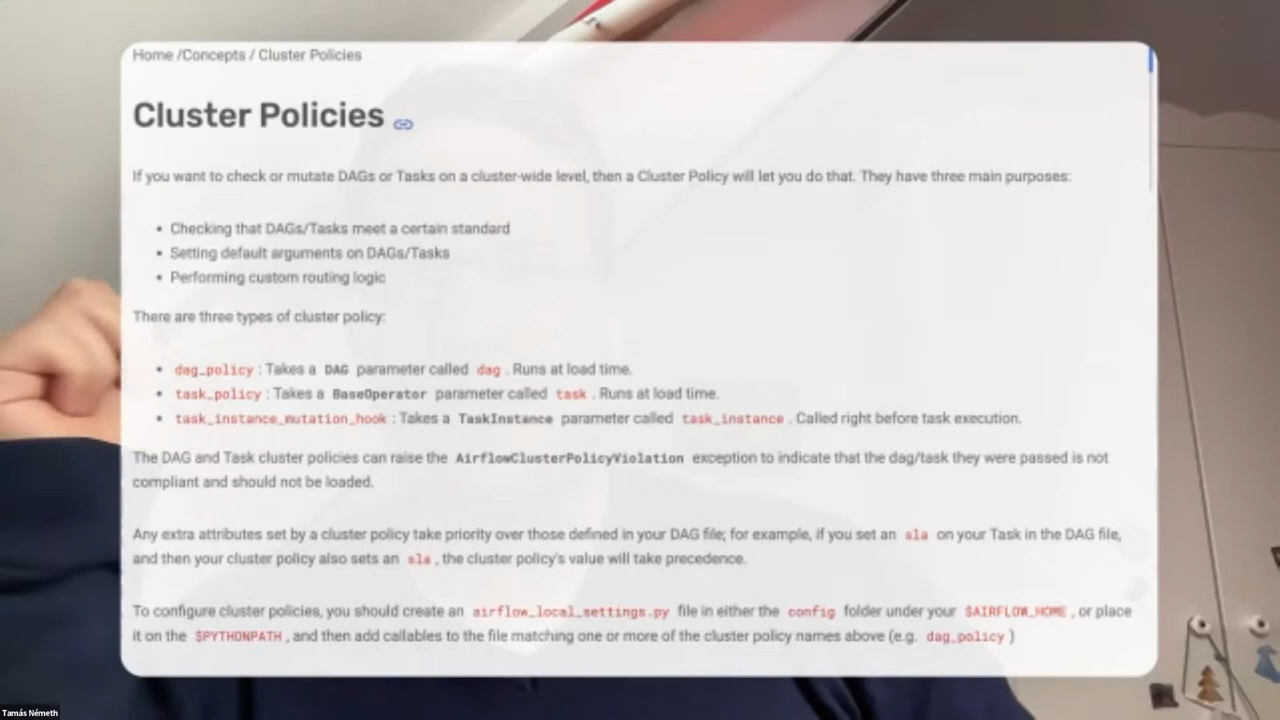 Home /Concepts / Cluster Policies
Cluster Policies
If you want to check or mutate DAGs or Tasks on a cluster-wide level, then a Cluster Policy will let you do that. They have three main purposes:
• Checking that DAGs/Tasks meet a certain standard
• Setting default arguments on DAGs/Tasks
• Performing custom routing logic
There are three types of cluster policy:
• dag_policy : Takes a DAG parameter called dag . Runs at load time.
• task_policy : Takes a BaseOperator parameter called task . Runs at load time.
• task_instance_mutation_hook : Takes a TaskInstance parameter called task_instance . Called right before task execution.
The DAG and Task cluster policies can raise the AirflowClusterPolicyViolation exception to indicate that the dag/task they were passed is not
compliant and should not be loaded.
Any extra attributes set by a cluster policy take priority over those defined in your DAG file; for example, if you set an sla on your Task in the DAG file,
and then your cluster policy also sets an sla , the cluster policy's value will take precedence.
To configure cluster policies, you should create an airflow_local_settings.py file in either the config folder under your $AIRFLOW_HOME , or place
it on the $PYTHONPATH , and then add callables to the file matching one or more of the cluster policy names above (e.g. dag_policy )
Tamás Németh